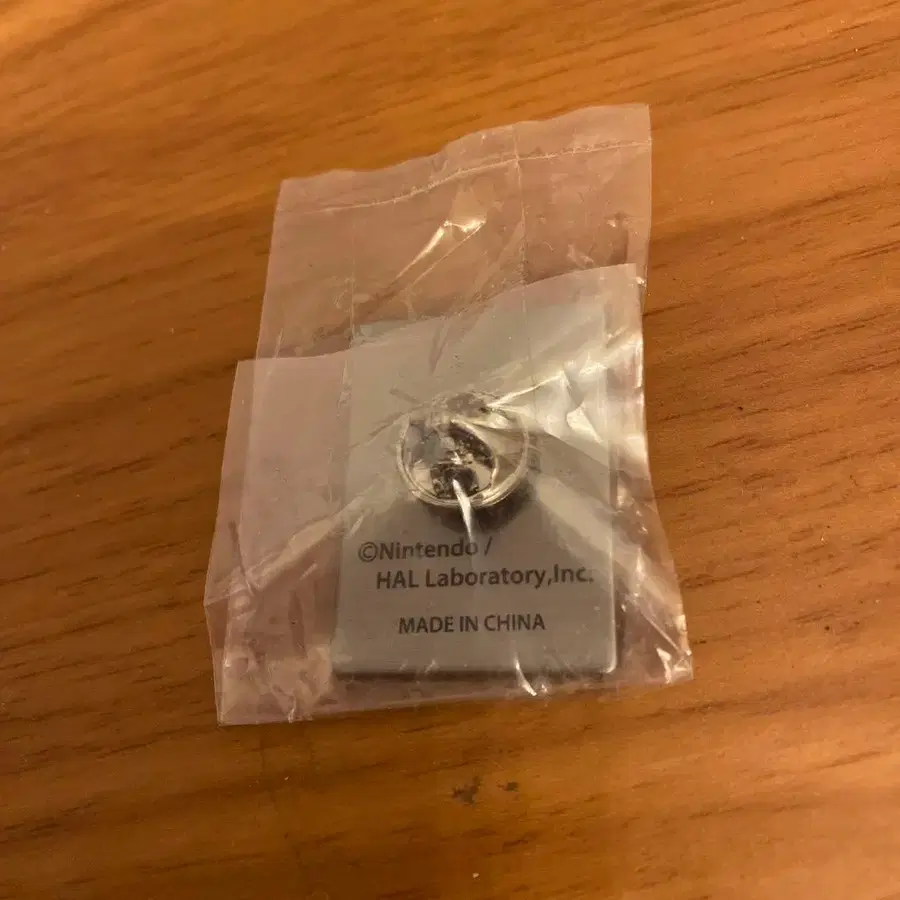 ©Nintendo /
HAL Laboratory,Inc.
MADE IN CHINA